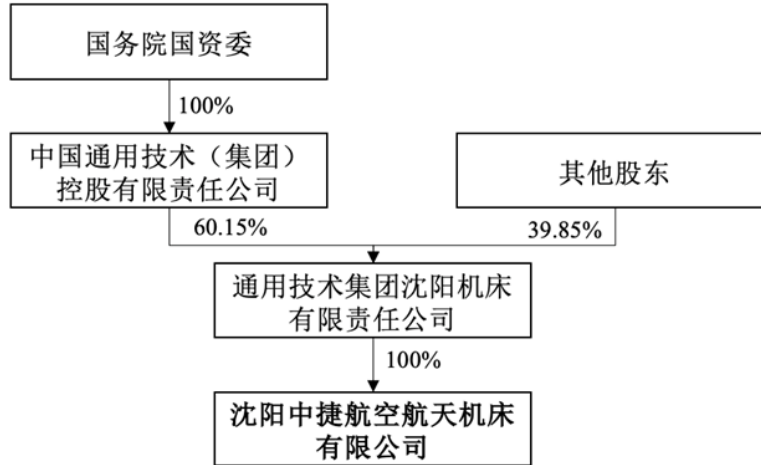 国务院国资委
100%
中国通用技术（集团）
控股有限责任公司
其他股东
60.15%
39.85%
通用技术集团沈阳机床
有限责任公司
100%
沈阳中捷航空航天机床
有限公司